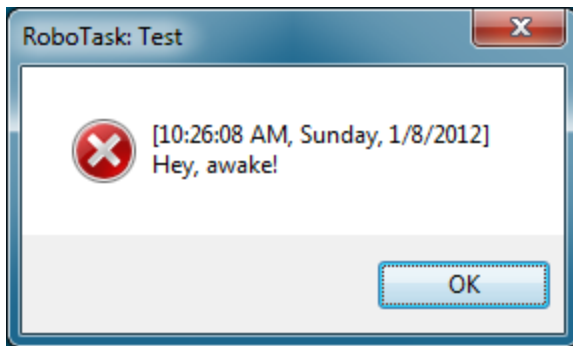 RoboTask: Test
[10:26:08 AM, Sunday, 1/8/2012]
Hey, awake!
OK